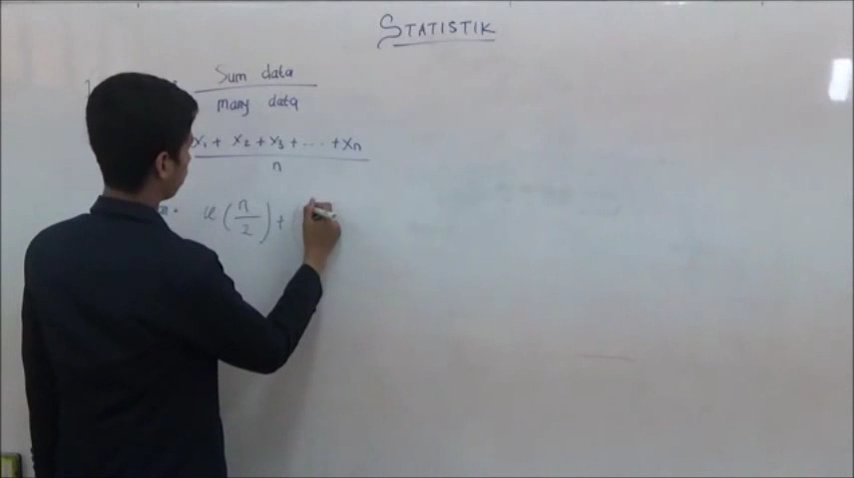 STATISTIK
Sum data
many data
x₁ + x₂ + x₃ + ... + xₙ
n
x (n/2) +